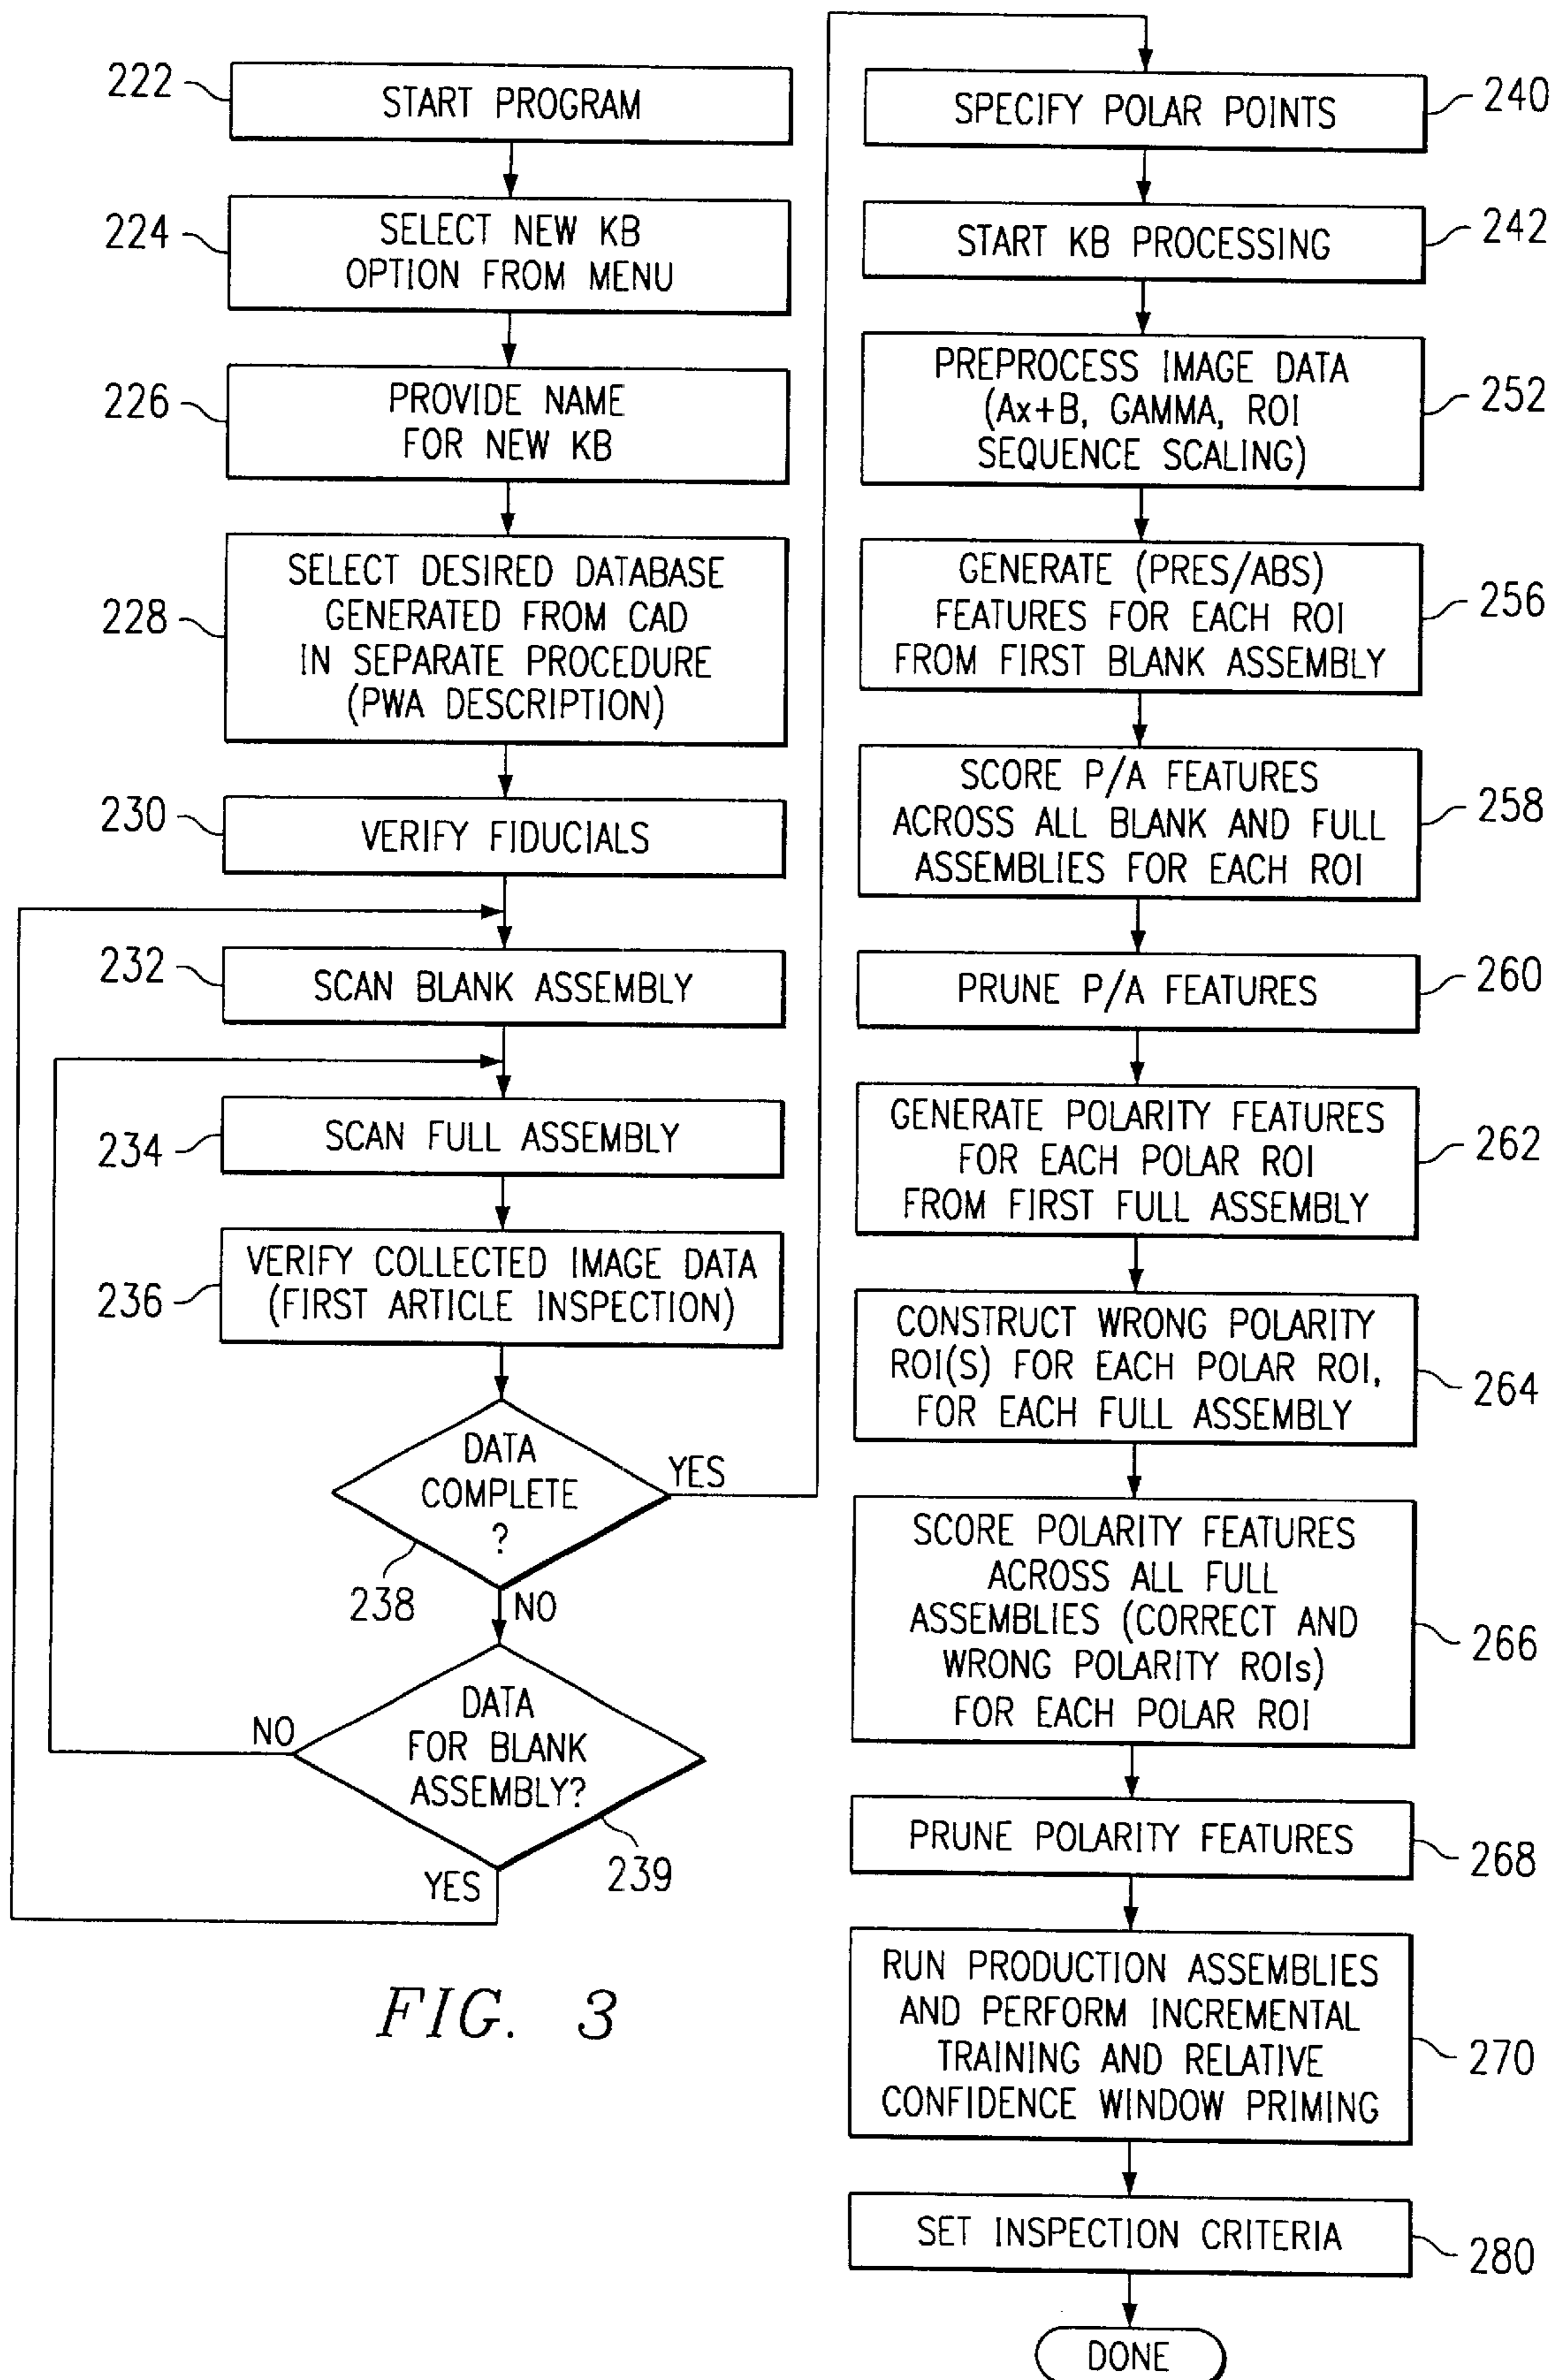 222
START PROGRAM
224
SELECT NEW KB
OPTION FROM MENU
226
PROVIDE NAME
FOR NEW KB
228
SELECT DESIRED DATABASE
GENERATED FROM CAD
IN SEPARATE PROCEDURE
(PWA DESCRIPTION)
230
VERIFY FIDUCIALS
232
SCAN BLANK ASSEMBLY
234
SCAN FULL ASSEMBLY
236
VERIFY COLLECTED IMAGE DATA
(FIRST ARTICLE INSPECTION)
DATA
COMPLETE
?
YES
238
NO
DATA
FOR BLANK
ASSEMBLY?
NO
239
YES
FIG. 3
SPECIFY POLAR POINTS
240
START KB PROCESSING
242
PREPROCESS IMAGE DATA
(Ax+B, GAMMA, ROI
SEQUENCE SCALING)
252
GENERATE (PRES/ABS)
FEATURES FOR EACH ROI
FROM FIRST BLANK ASSEMBLY
256
SCORE P/A FEATURES
ACROSS ALL BLANK AND FULL
ASSEMBLIES FOR EACH ROI
258
PRUNE P/A FEATURES
260
GENERATE POLARITY FEATURES
FOR EACH POLAR ROI
FROM FIRST FULL ASSEMBLY
262
CONSTRUCT WRONG POLARITY
ROI(S) FOR EACH POLAR ROI,
FOR EACH FULL ASSEMBLY
264
SCORE POLARITY FEATURES
ACROSS ALL FULL
ASSEMBLIES (CORRECT AND
WRONG POLARITY ROIs)
FOR EACH POLAR ROI
266
PRUNE POLARITY FEATURES
268
RUN PRODUCTION ASSEMBLIES
AND PERFORM INCREMENTAL
TRAINING AND RELATIVE
CONFIDENCE WINDOW PRIMING
270
SET INSPECTION CRITERIA
280
DONE